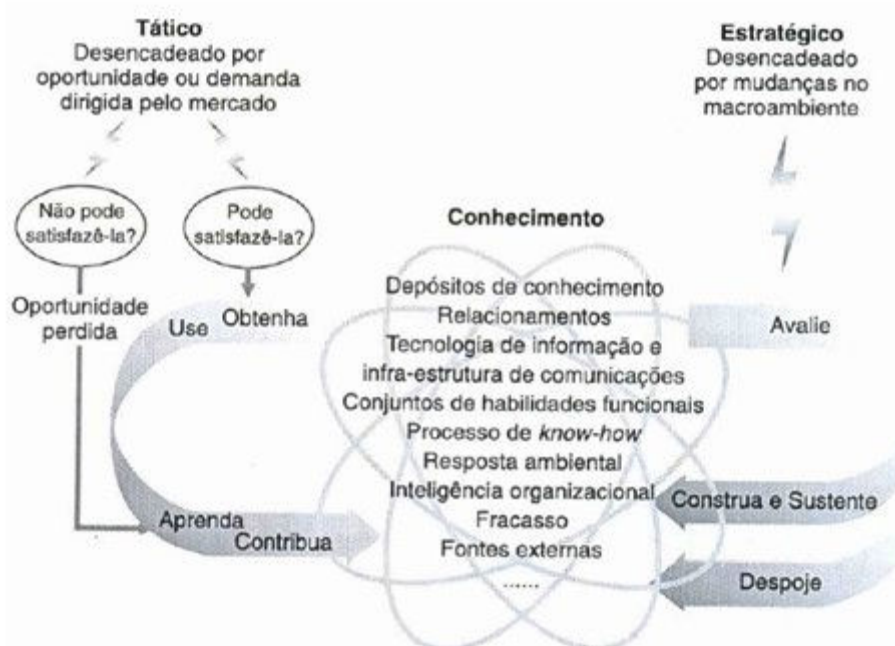 Tático
Desencadeado por
oportunidade ou demanda
dirigida pelo mercado
Não pode
satisfazê-la?
Pode
satisfazê-la?
Oportunidade
perdida
Use
Obtenha
Aprenda
Contribua
Conhecimento
Depósitos de conhecimento
Relacionamentos
Tecnologia de informação e
infra-estrutura de comunicações
Conjuntos de habilidades funcionais
Processo de know-how
Resposta ambiental
Inteligência organizacional
Fracasso
Fontes externas
......
Estratégico
Desencadeado
por mudanças no
macroambiente
Avalie
Construa e Sustente
Despoje